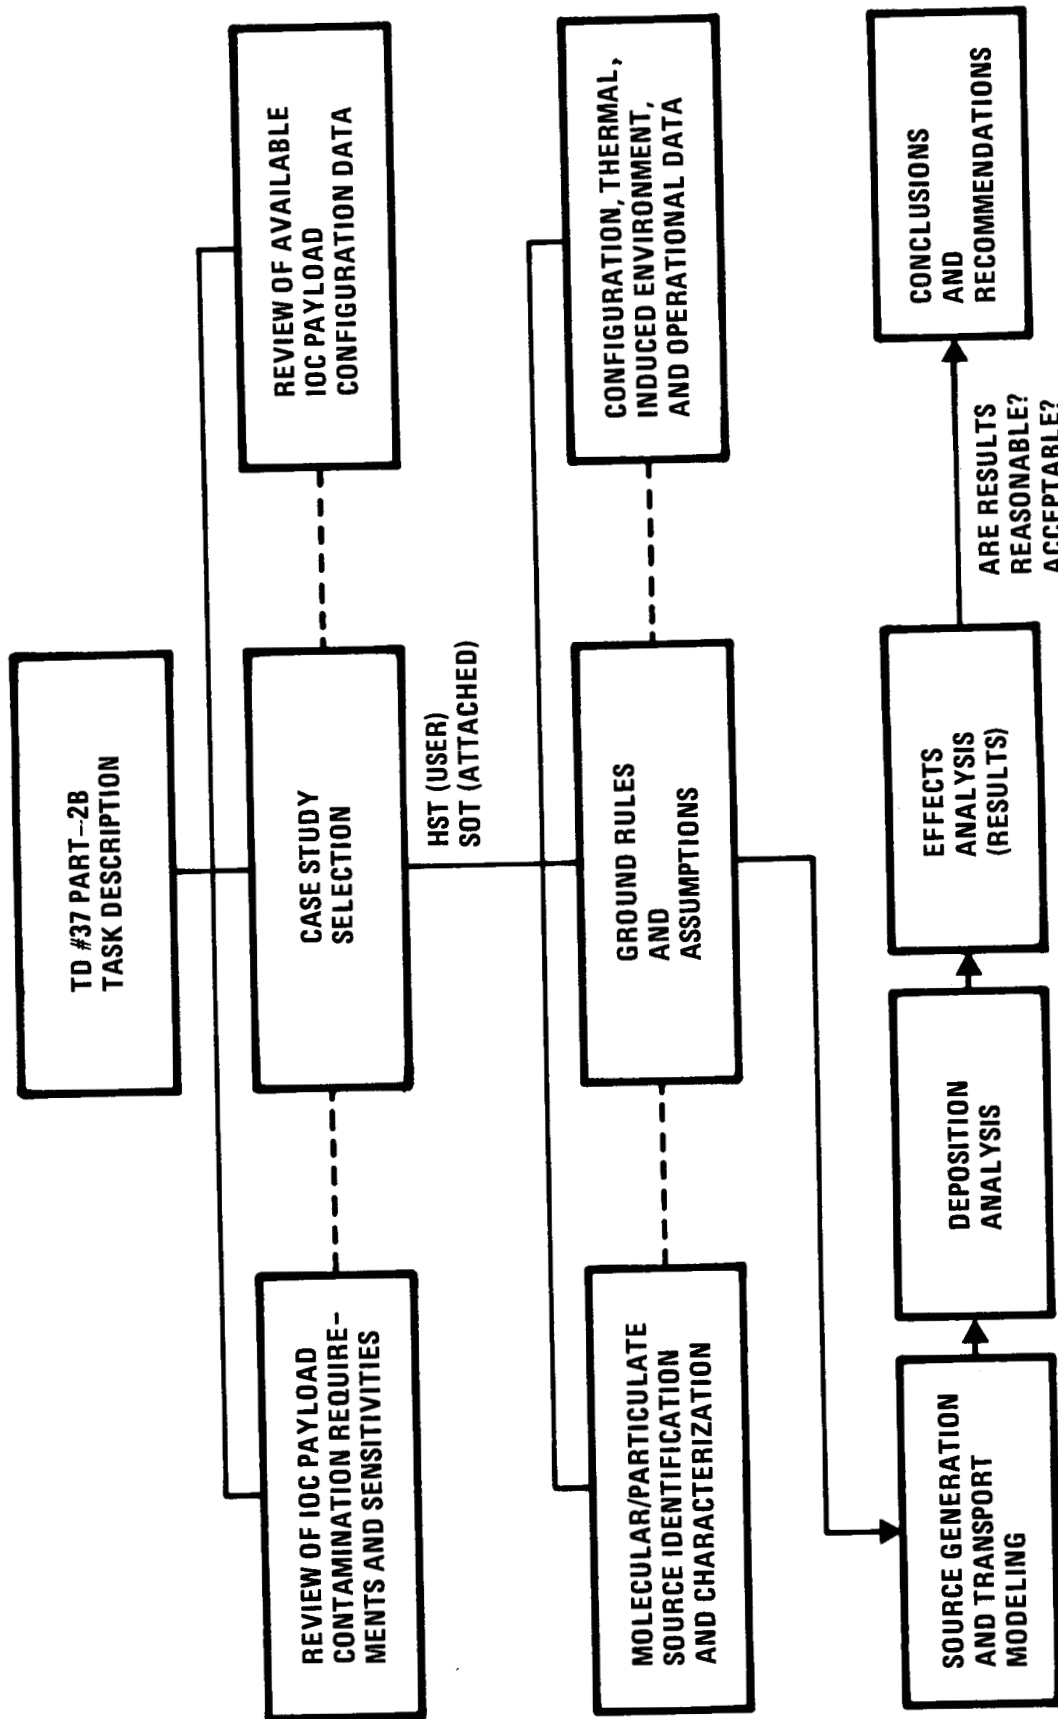 TD #37 PART–2B
TASK DESCRIPTION
REVIEW OF IOC PAYLOAD
CONTAMINATION REQUIRE–
MENTS AND SENSITIVITIES
CASE STUDY
SELECTION
REVIEW OF AVAILABLE
IOC PAYLOAD
CONFIGURATION DATA
HST (USER)
SOT (ATTACHED)
MOLECULAR/PARTICULATE
SOURCE IDENTIFICATION
AND CHARACTERIZATION
GROUND RULES
AND
ASSUMPTIONS
CONFIGURATION, THERMAL,
INDUCED ENVIRONMENT,
AND OPERATIONAL DATA
SOURCE GENERATION
AND TRANSPORT
MODELING
DEPOSITION
ANALYSIS
EFFECTS
ANALYSIS
(RESULTS)
ARE RESULTS
REASONABLE?
ACCEPTABLE?
CONCLUSIONS
AND
RECOMMENDATIONS